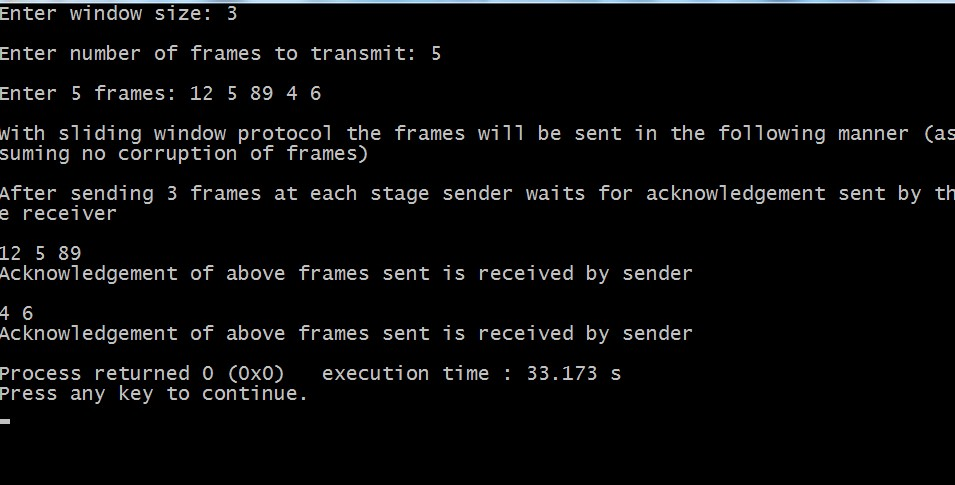 Enter window size: 3
Enter number of frames to transmit: 5
Enter 5 frames: 12 5 89 4 6
With sliding window protocol the frames will be sent in the following manner (as
suming no corruption of frames)
After sending 3 frames at each stage sender waits for acknowledgement sent by th
e receiver
12 5 89
Acknowledgement of above frames sent is received by sender
4 6
Acknowledgement of above frames sent is received by sender
Process returned 0 (0x0)   execution time : 33.173 s
Press any key to continue.